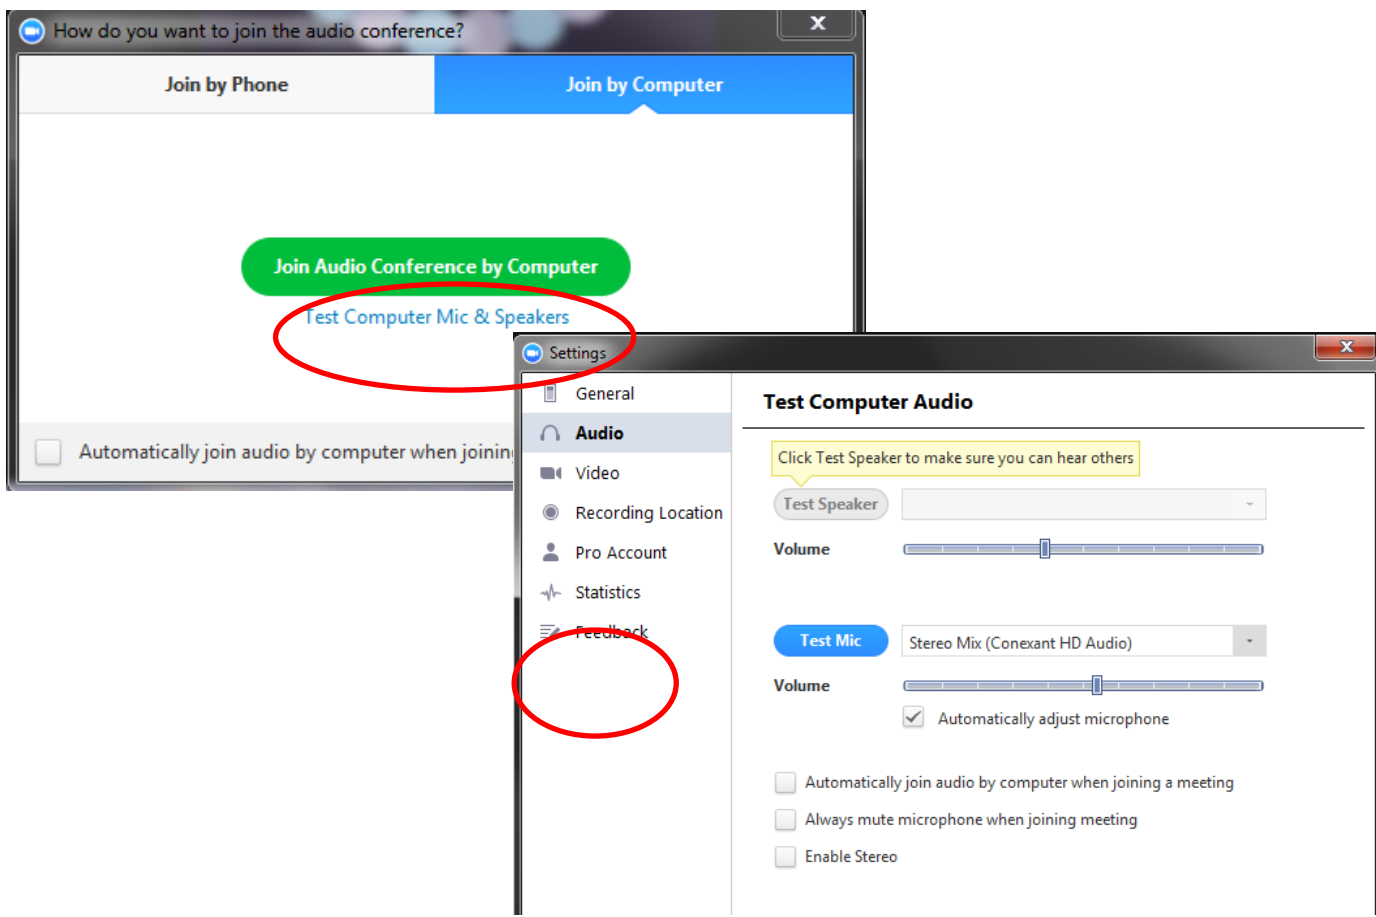 How do you want to join the audio conference?
Join by Phone
Join by Computer
Join Audio Conference by Computer
Test Computer Mic & Speakers
Automatically join audio by computer when joining
Settings
General
Audio
Video
Recording Location
Pro Account
Statistics
Feedback
Test Computer Audio
Click Test Speaker to make sure you can hear others
Test Speaker
Volume
Test Mic
Stereo Mix (Conexant HD Audio)
Volume
Automatically adjust microphone
Automatically join audio by computer when joining a meeting
Always mute microphone when joining meeting
Enable Stereo